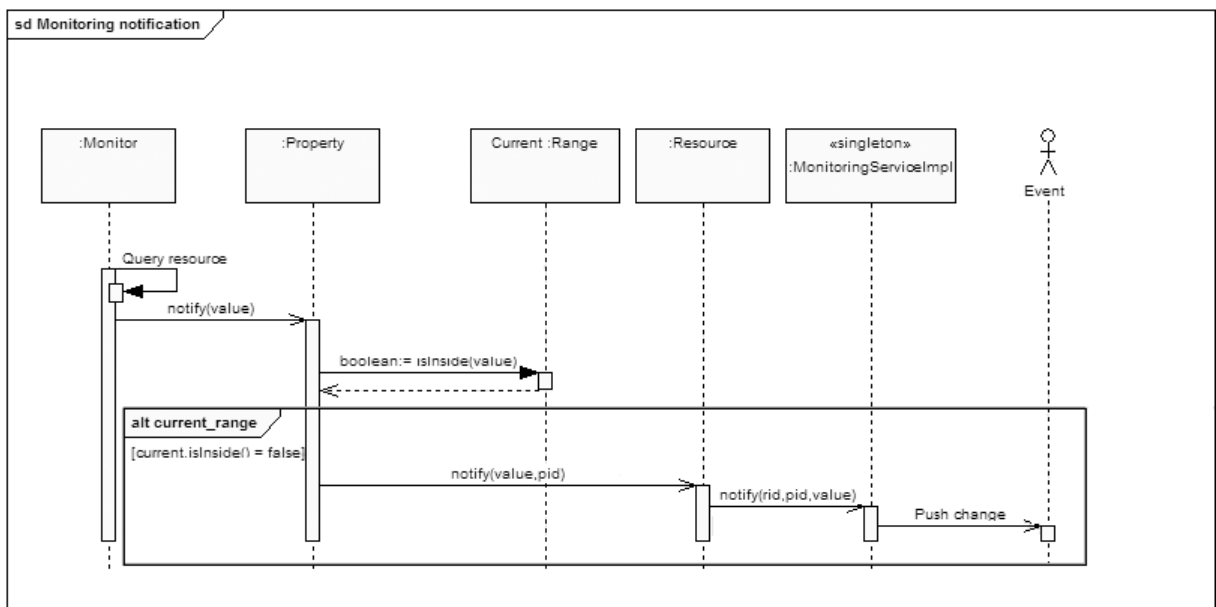 sd Monitoring notification
:Monitor
:Property
Current :Range
:Resource
«singleton»
:MonitoringServiceImpl
Event
Query resource
notify(value)
boolean:= isInside(value)
alt current_range
[current.isInside() = false]
notify(value,pid)
notify(rid,pid,value)
Push change